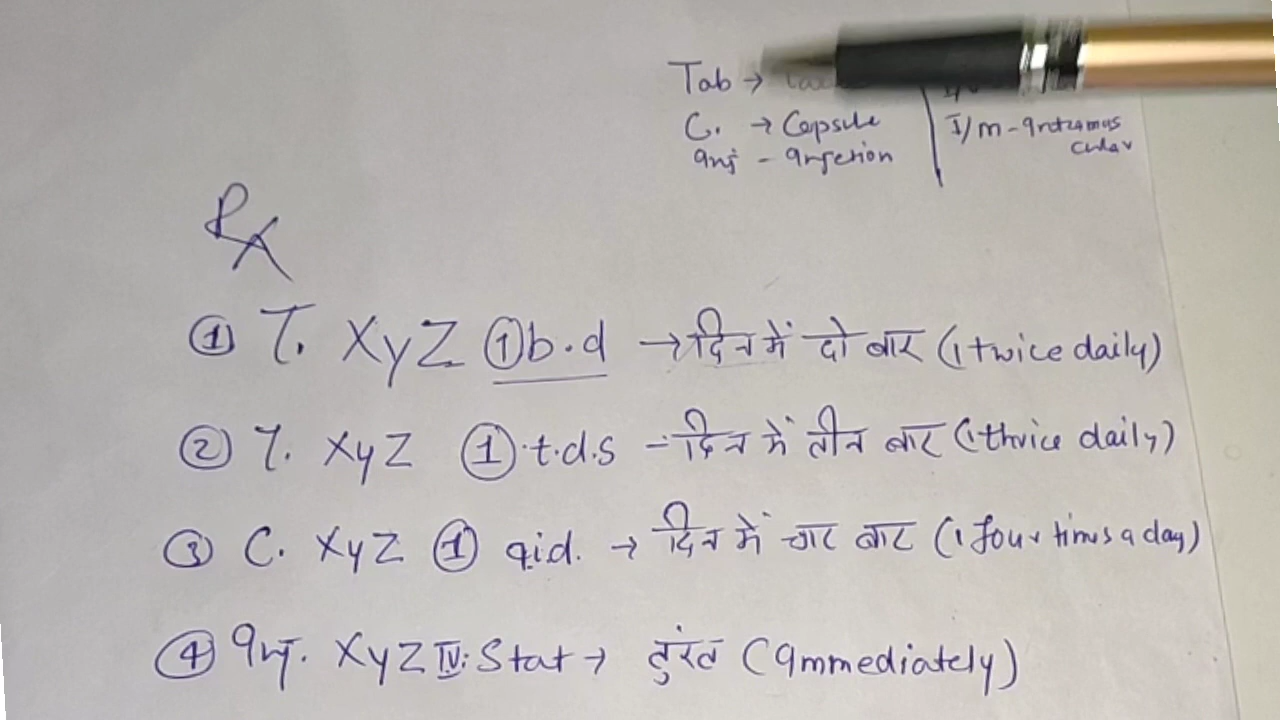 Tab →
C. → Capsule
Inj - Injection
I/m - Intramus
cular
Rx
① T. XyZ ① b.d → दिन में दो बार (1 twice daily)
② T. XyZ ① t.d.s - दिन में तीन बार (1 thrice daily)
③ C. XyZ ① q.i.d. → दिन में चार बार (1 four times a day)
④ Inj. XyZ IV. Stat → तुरंत (Immediately)